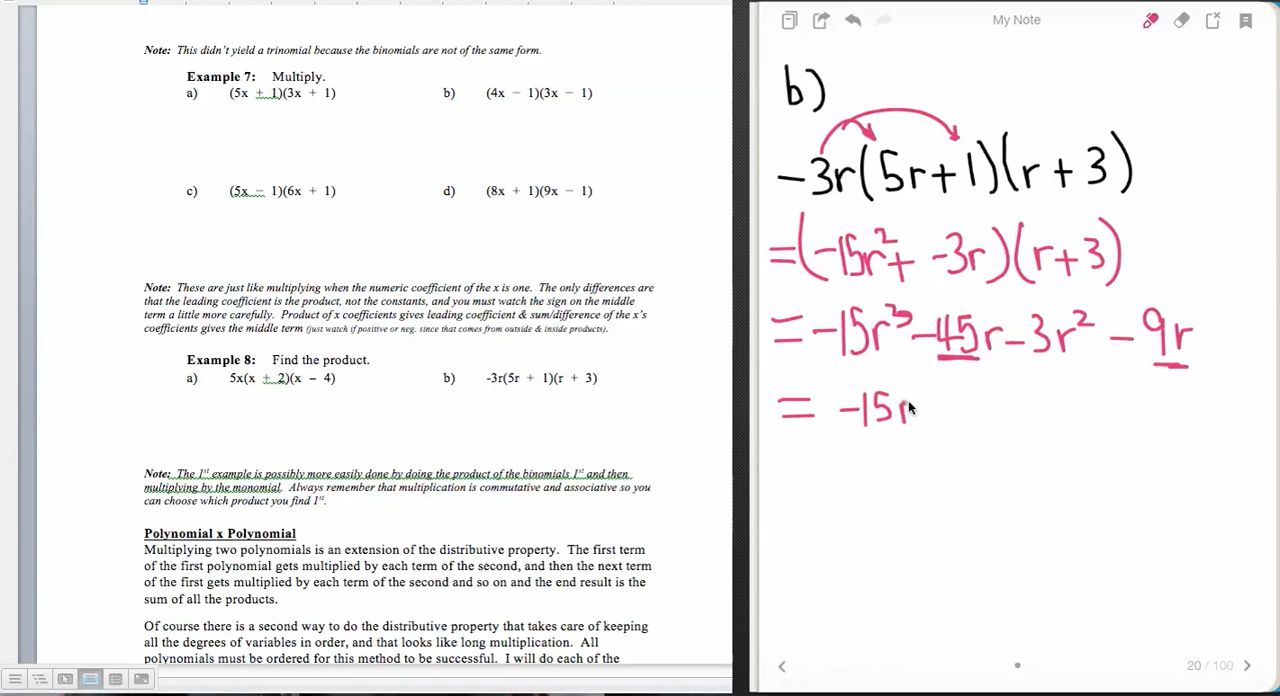 Note: This didn't yield a trinomial because the binomials are not of the same form.
Example 7: Multiply.
a) (5x + 1)(3x + 1) b) (4x − 1)(3x − 1)
c) (5x − 1)(6x + 1) d) (8x + 1)(9x − 1)
Note: These are just like multiplying when the numeric coefficient of the x is one. The only differences are
that the leading coefficient is the product, not the constants, and you must watch the sign on the middle
term a little more carefully. Product of x coefficients gives leading coefficient & sum/difference of the x's
coefficients gives the middle term (just watch if positive or neg. since that comes from outside & inside products).
Example 8: Find the product.
a) 5x(x + 2)(x − 4) b) -3r(5r + 1)(r + 3)
Note: The 1st example is possibly more easily done by doing the product of the binomials 1st and then
multiplying by the monomial. Always remember that multiplication is commutative and associative so you
can choose which product you find 1st.
Polynomial x Polynomial
Multiplying two polynomials is an extension of the distributive property. The first term
of the first polynomial gets multiplied by each term of the second, and then the next term
of the first gets multiplied by each term of the second and so on and the end result is the
sum of all the products.
Of course there is a second way to do the distributive property that takes care of keeping
all the degrees of variables in order, and that looks like long multiplication. All
polynomials must be ordered for this method to be successful. I will do each of the
My Note
b)
-3r(5r+1)(r+3)
=(-15r²+ -3r)(r+3)
= -15r³ -45r -3r² - 9r
= -15r
20 / 100